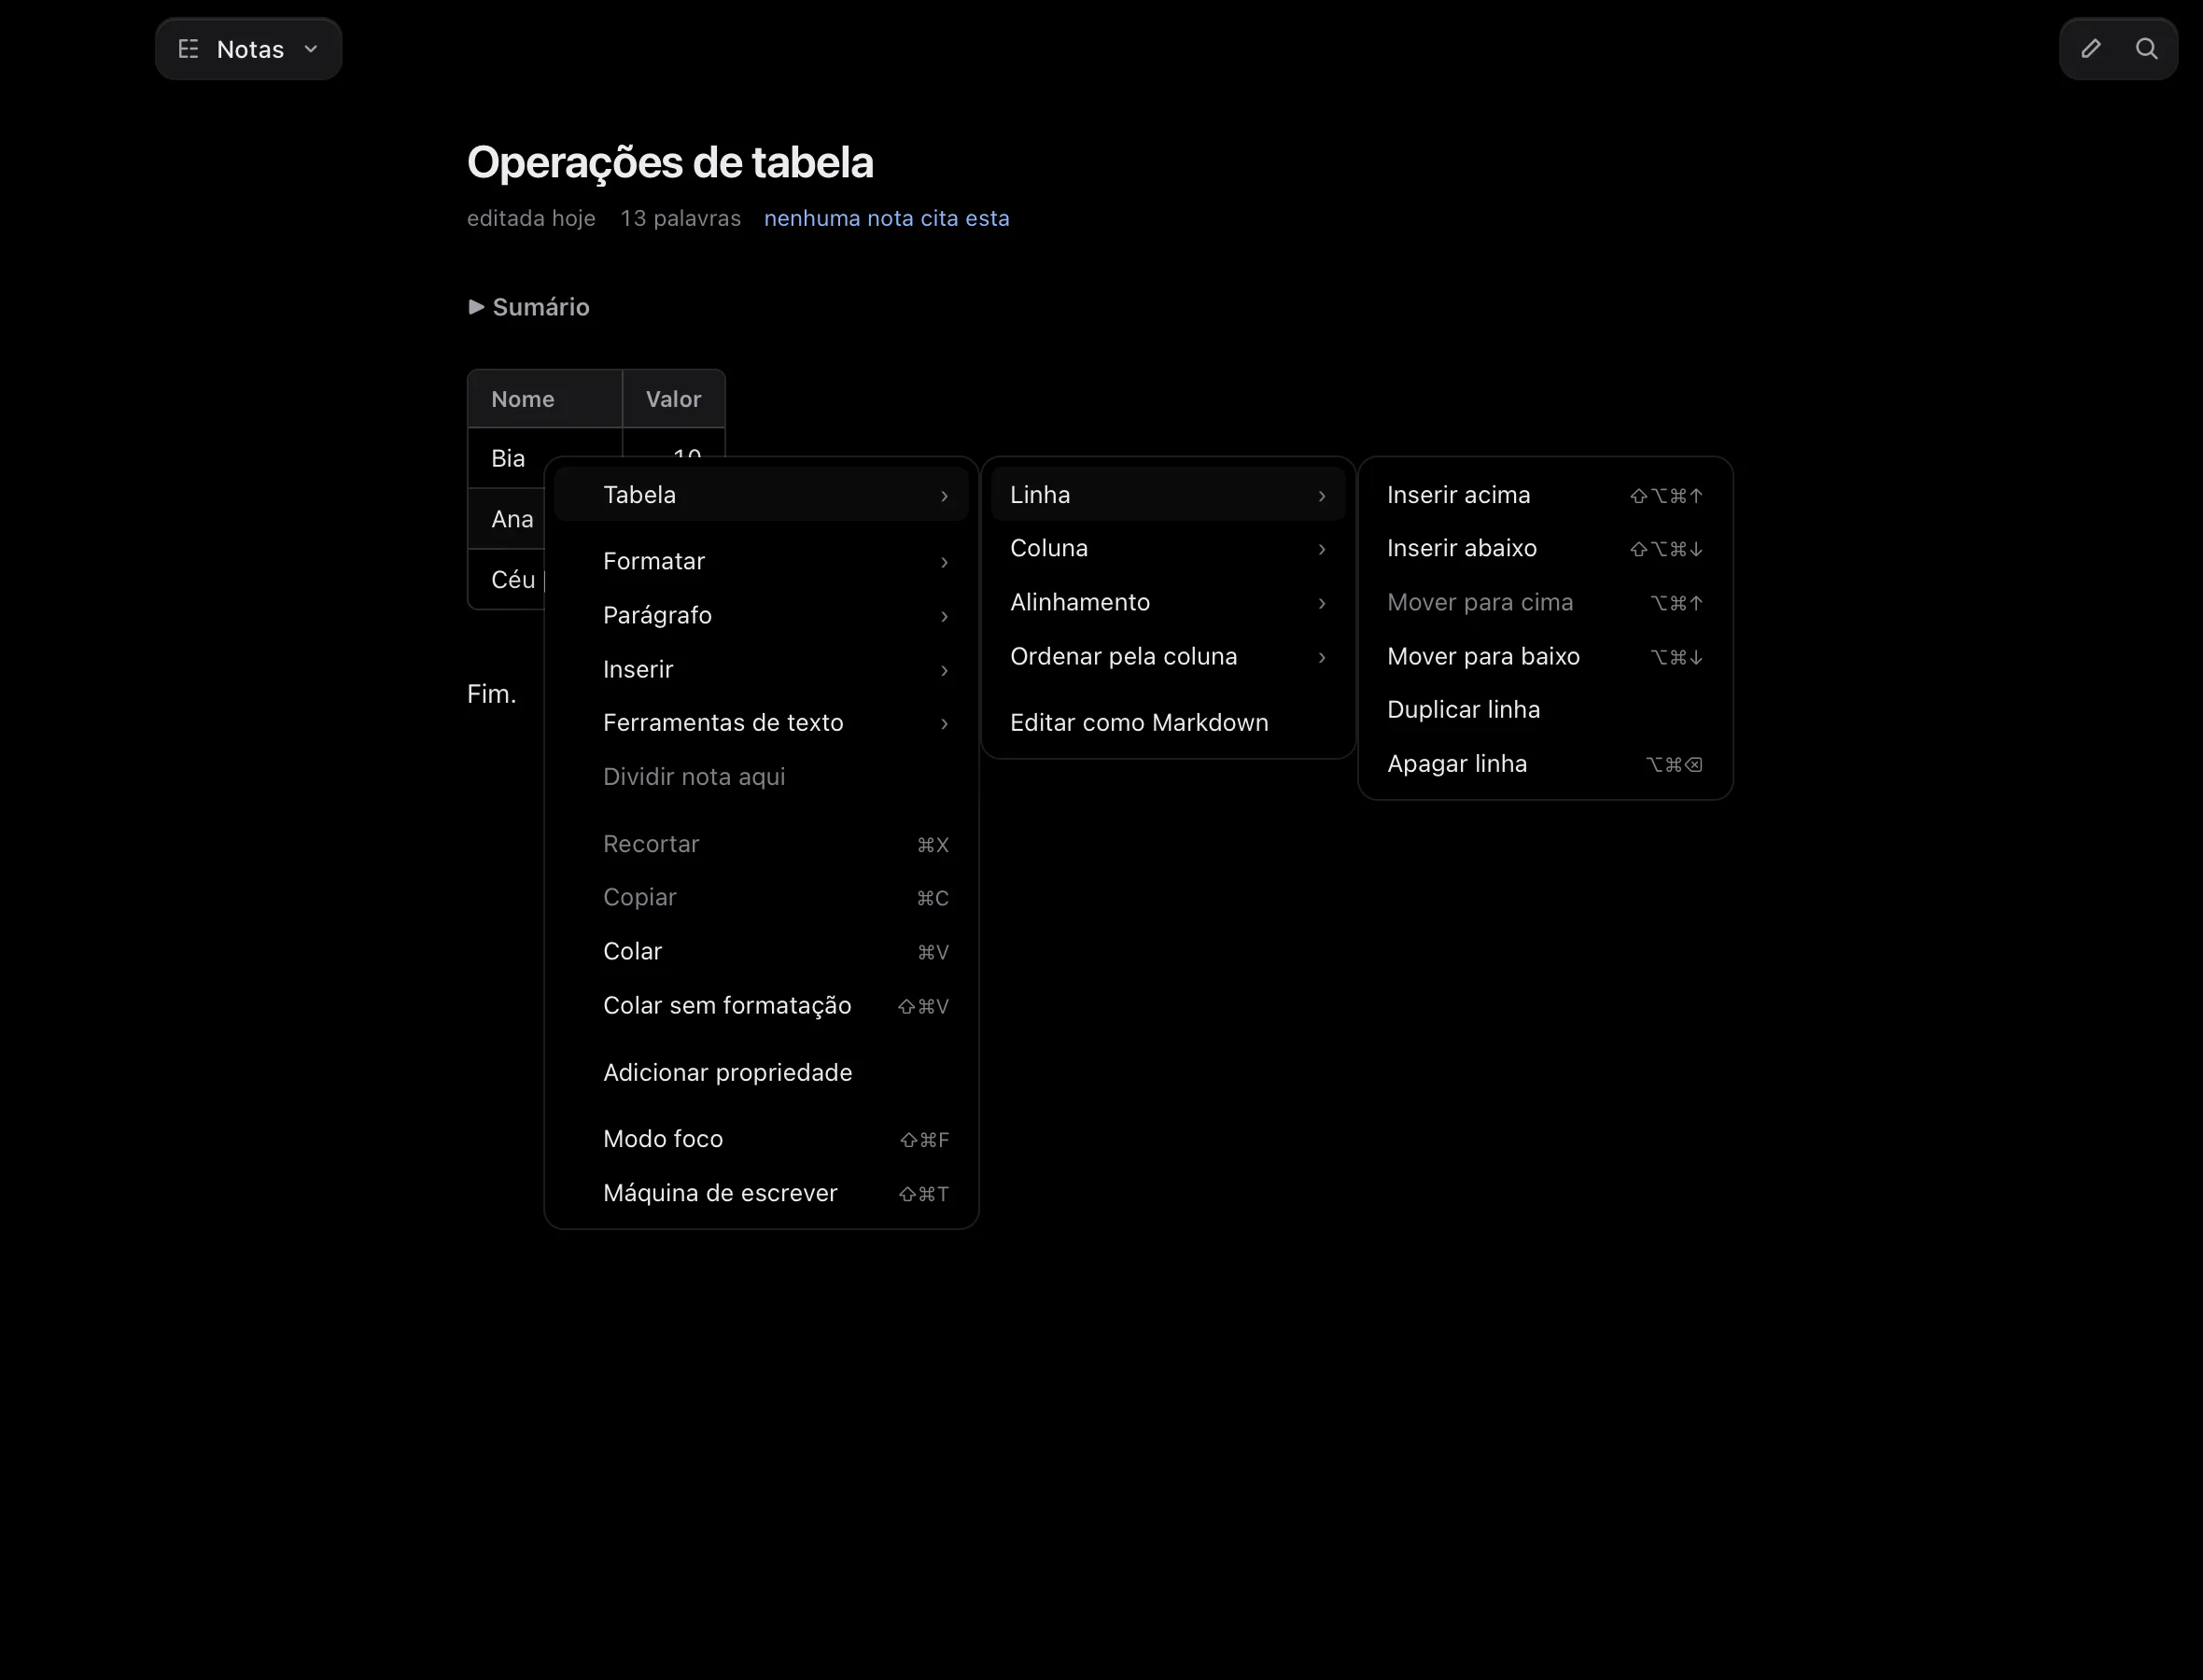 Notas
Operações de tabela
editada hoje 13 palavras nenhuma nota cita esta
▶ Sumário
Nome Valor
Bia 10
Ana
Céu
Fim.
Tabela ›
Formatar ›
Parágrafo ›
Inserir ›
Ferramentas de texto ›
Dividir nota aqui
Recortar ⌘X
Copiar ⌘C
Colar ⌘V
Colar sem formatação ⇧⌘V
Adicionar propriedade
Modo foco ⇧⌘F
Máquina de escrever ⇧⌘T
Linha ›
Coluna ›
Alinhamento ›
Ordenar pela coluna ›
Editar como Markdown
Inserir acima ⇧⌥⌘↑
Inserir abaixo ⇧⌥⌘↓
Mover para cima ⌥⌘↑
Mover para baixo ⌥⌘↓
Duplicar linha
Apagar linha ⌥⌘⌫